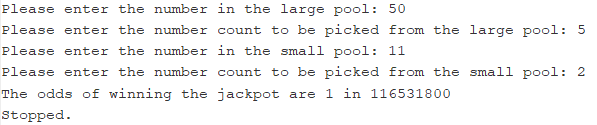 Please enter the number in the large pool: 50
Please enter the number count to be picked from the large pool: 5
Please enter the number in the small pool: 11
Please enter the number count to be picked from the small pool: 2
The odds of winning the jackpot are 1 in 116531800
Stopped.